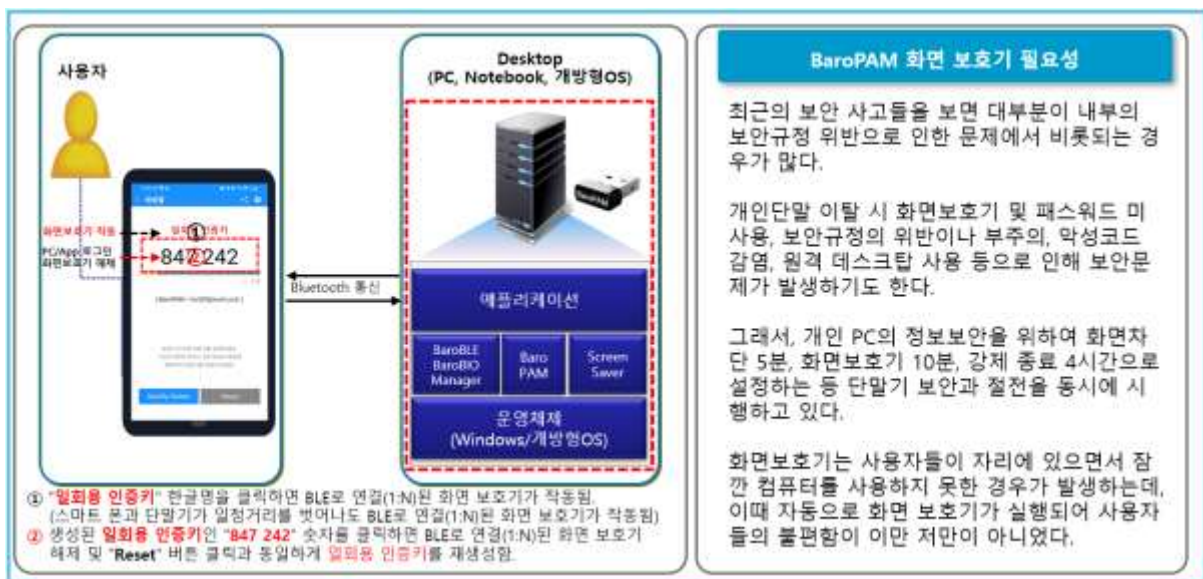 사용자
화면보호기 작동
PC/App 로그인
화면보호기 해제
①
847 242
②
Bluetooth 통신
Desktop
(PC, Notebook, 개방형OS)
BaroPAM
애플리케이션
BaroBLE
BaroBIO
Manager
Baro
PAM
Screen
Saver
운영체제
(Windows/개방형OS)
① "일회용 인증키" 한글명을 클릭하면 BLE로 연결(1:N)된 화면 보호기가 작동됨.
(스마트 폰과 단말기가 일정거리를 벗어나도 BLE로 연결(1:N)된 화면 보호기가 작동됨)
② 생성된 일회용 인증키인 "847 242" 숫자를 클릭하면 BLE로 연결(1:N)된 화면 보호기
해제 및 "Reset" 버튼 클릭과 동일하게 일회용 인증키를 재생성함.
BaroPAM 화면 보호기 필요성
최근의 보안 사고들을 보면 대부분이 내부의
보안규정 위반으로 인한 문제에서 비롯되는 경
우가 많다.
개인단말 이탈 시 화면보호기 및 패스워드 미
사용, 보안규정의 위반이나 부주의, 악성코드
감염, 원격 데스크탑 사용 등으로 인해 보안문
제가 발생하기도 한다.
그래서, 개인 PC의 정보보안을 위하여 화면차
단 5분, 화면보호기 10분, 강제 종료 4시간으로
설정하는 등 단말기 보안과 절전을 동시에 시
행하고 있다.
화면보호기는 사용자들이 자리에 있으면서 잠
깐 컴퓨터를 사용하지 못한 경우가 발생하는데,
이때 자동으로 화면 보호기가 실행되어 사용자
들의 불편함이 이만 저만이 아니었다.